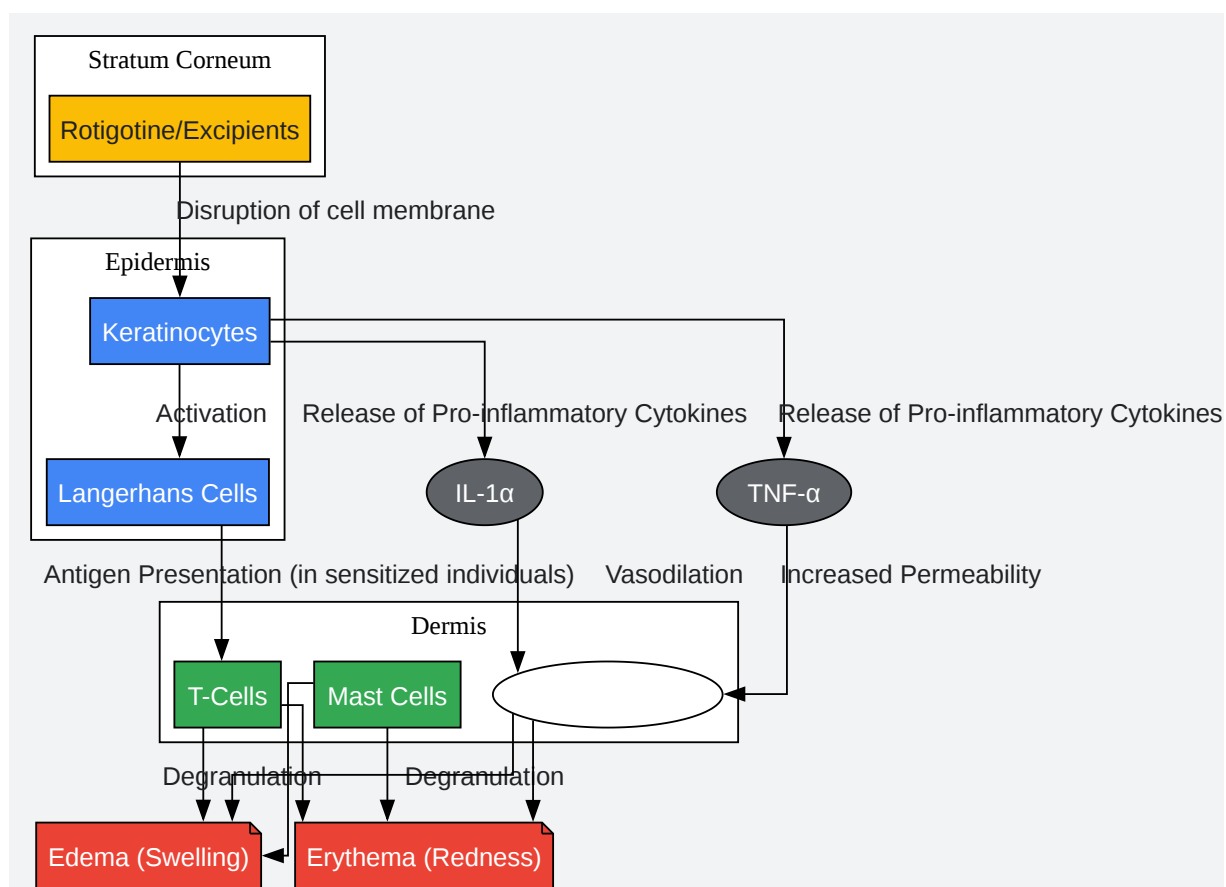 Stratum Corneum
Rotigotine/Excipients
Disruption of cell membrane
Epidermis
Keratinocytes
Activation
Release of Pro-inflammatory Cytokines
Release of Pro-inflammatory Cytokines
Langerhans Cells
IL-1α
TNF-α
Antigen Presentation (in sensitized individuals)
Vasodilation
Increased Permeability
Dermis
T-Cells
Mast Cells
Degranulation
Degranulation
Edema (Swelling)
Erythema (Redness)